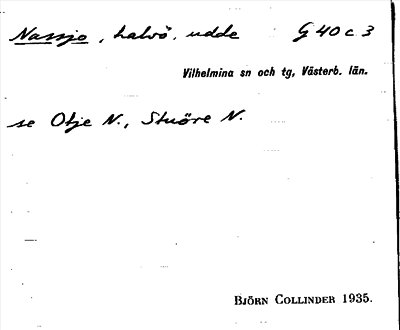 Nassjo, halvö, udde G 40 c 3
Vilhelmina sn och tg, Västerb. län.
se Otje N., Stuöre N.
BJÖRN COLLINDER 1935.